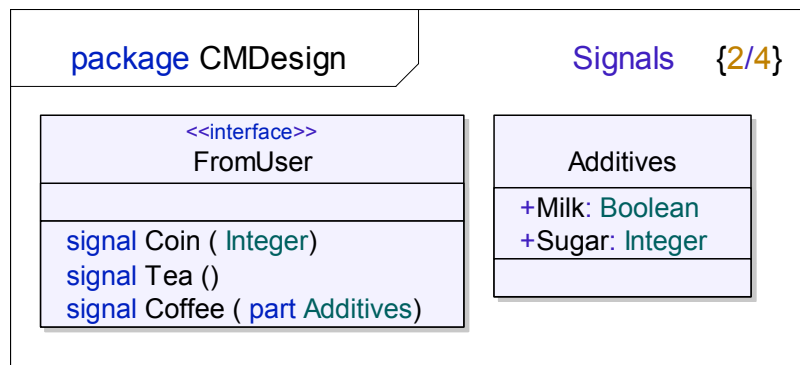 package CMDesign
Signals {2/4}
<<interface>>
FromUser
signal Coin ( Integer)
signal Tea ()
signal Coffee ( part Additives)
Additives
+Milk: Boolean
+Sugar: Integer